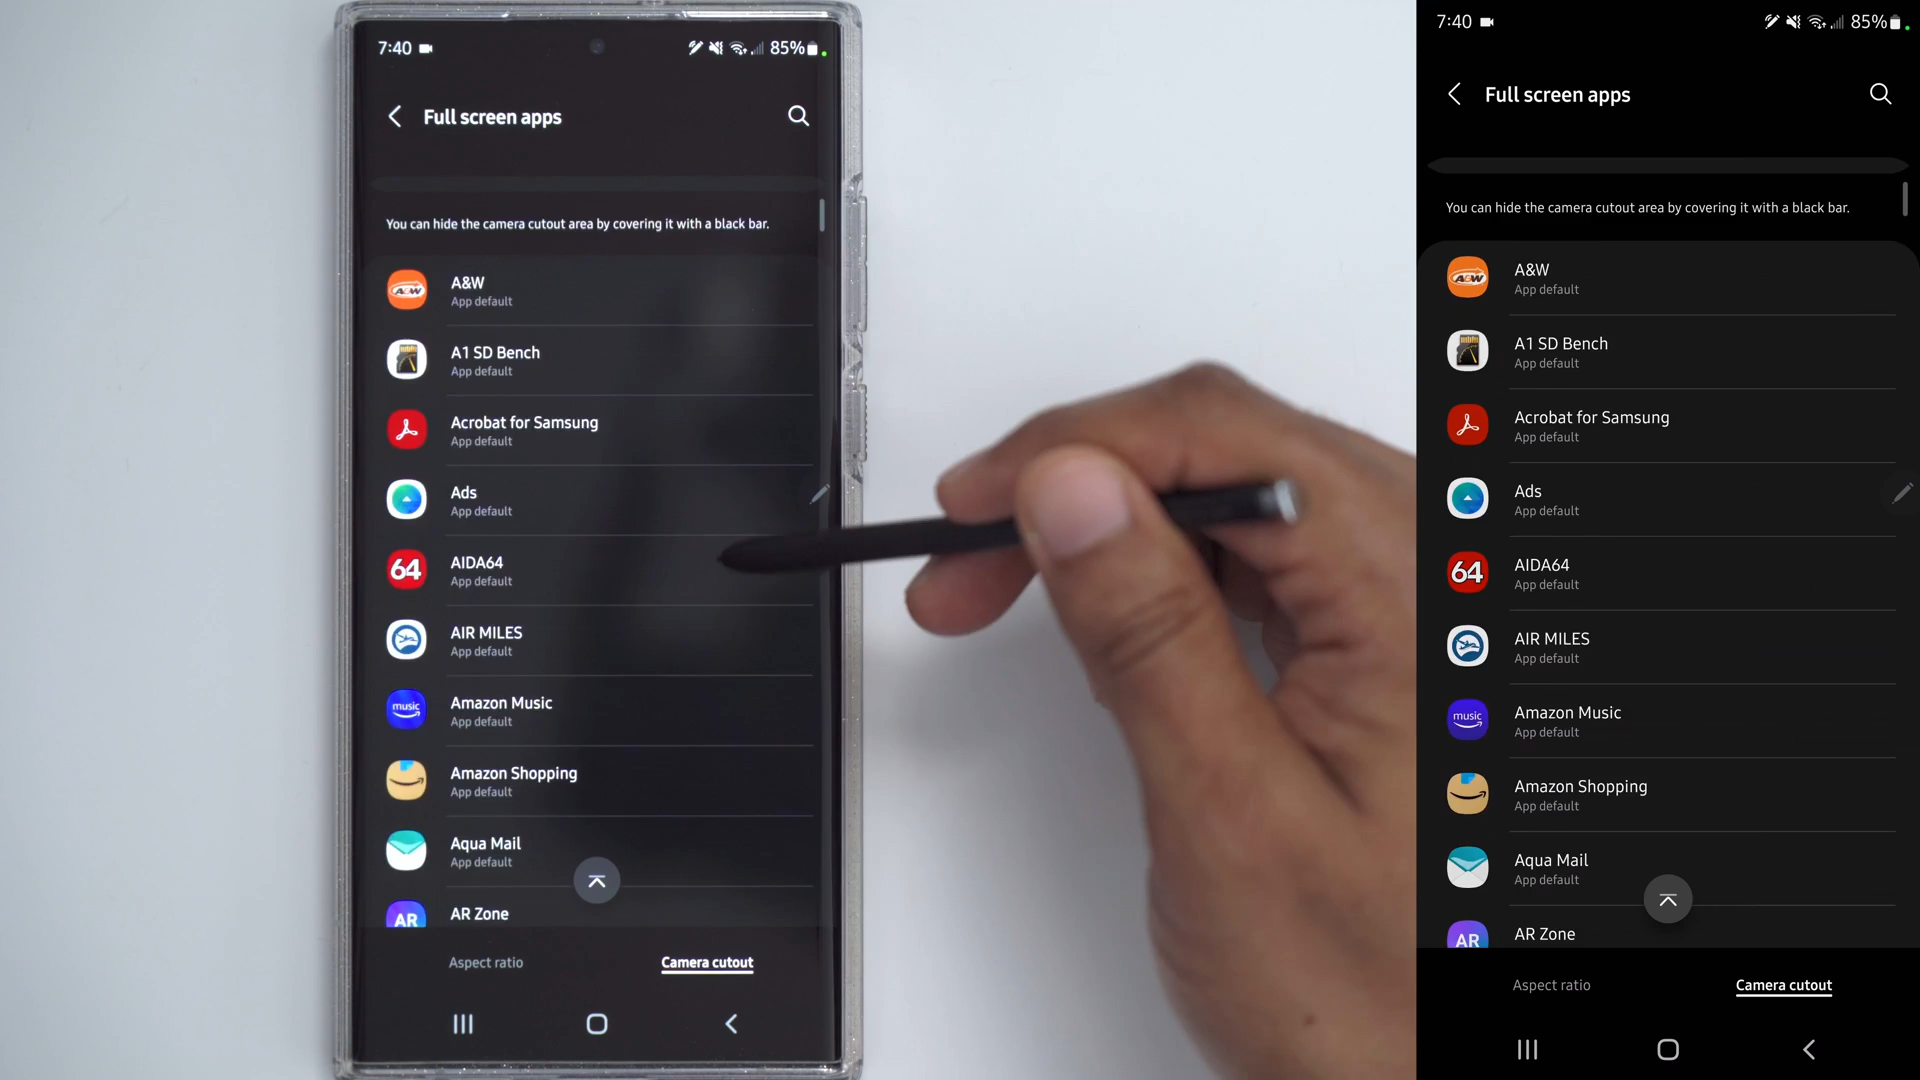 7:40
85%
Full screen apps
You can hide the camera cutout area by covering it with a black bar.
A&W
A&W
App default
A1 SD Bench
App default
Acrobat for Samsung
App default
Ads
App default
64
AIDA64
App default
AIR MILES
App default
music
Amazon Music
App default
Amazon Shopping
App default
Aqua Mail
App default
AR
AR Zone
Aspect ratio
Camera cutout
7:40
85%
Full screen apps
You can hide the camera cutout area by covering it with a black bar.
A&W
A&W
App default
A1 SD Bench
App default
Acrobat for Samsung
App default
Ads
App default
64
AIDA64
App default
AIR MILES
App default
music
Amazon Music
App default
Amazon Shopping
App default
Aqua Mail
App default
AR
AR Zone
Aspect ratio
Camera cutout